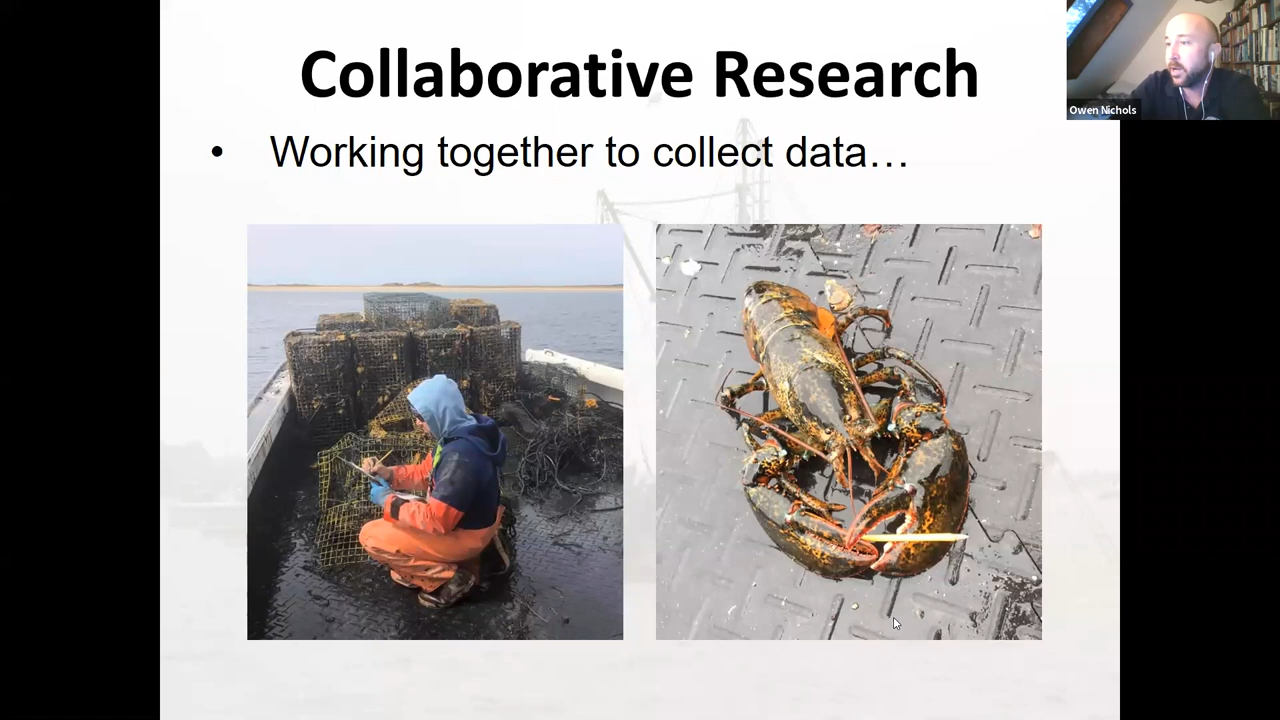 Collaborative Research
• Working together to collect data…
Owen Nichols